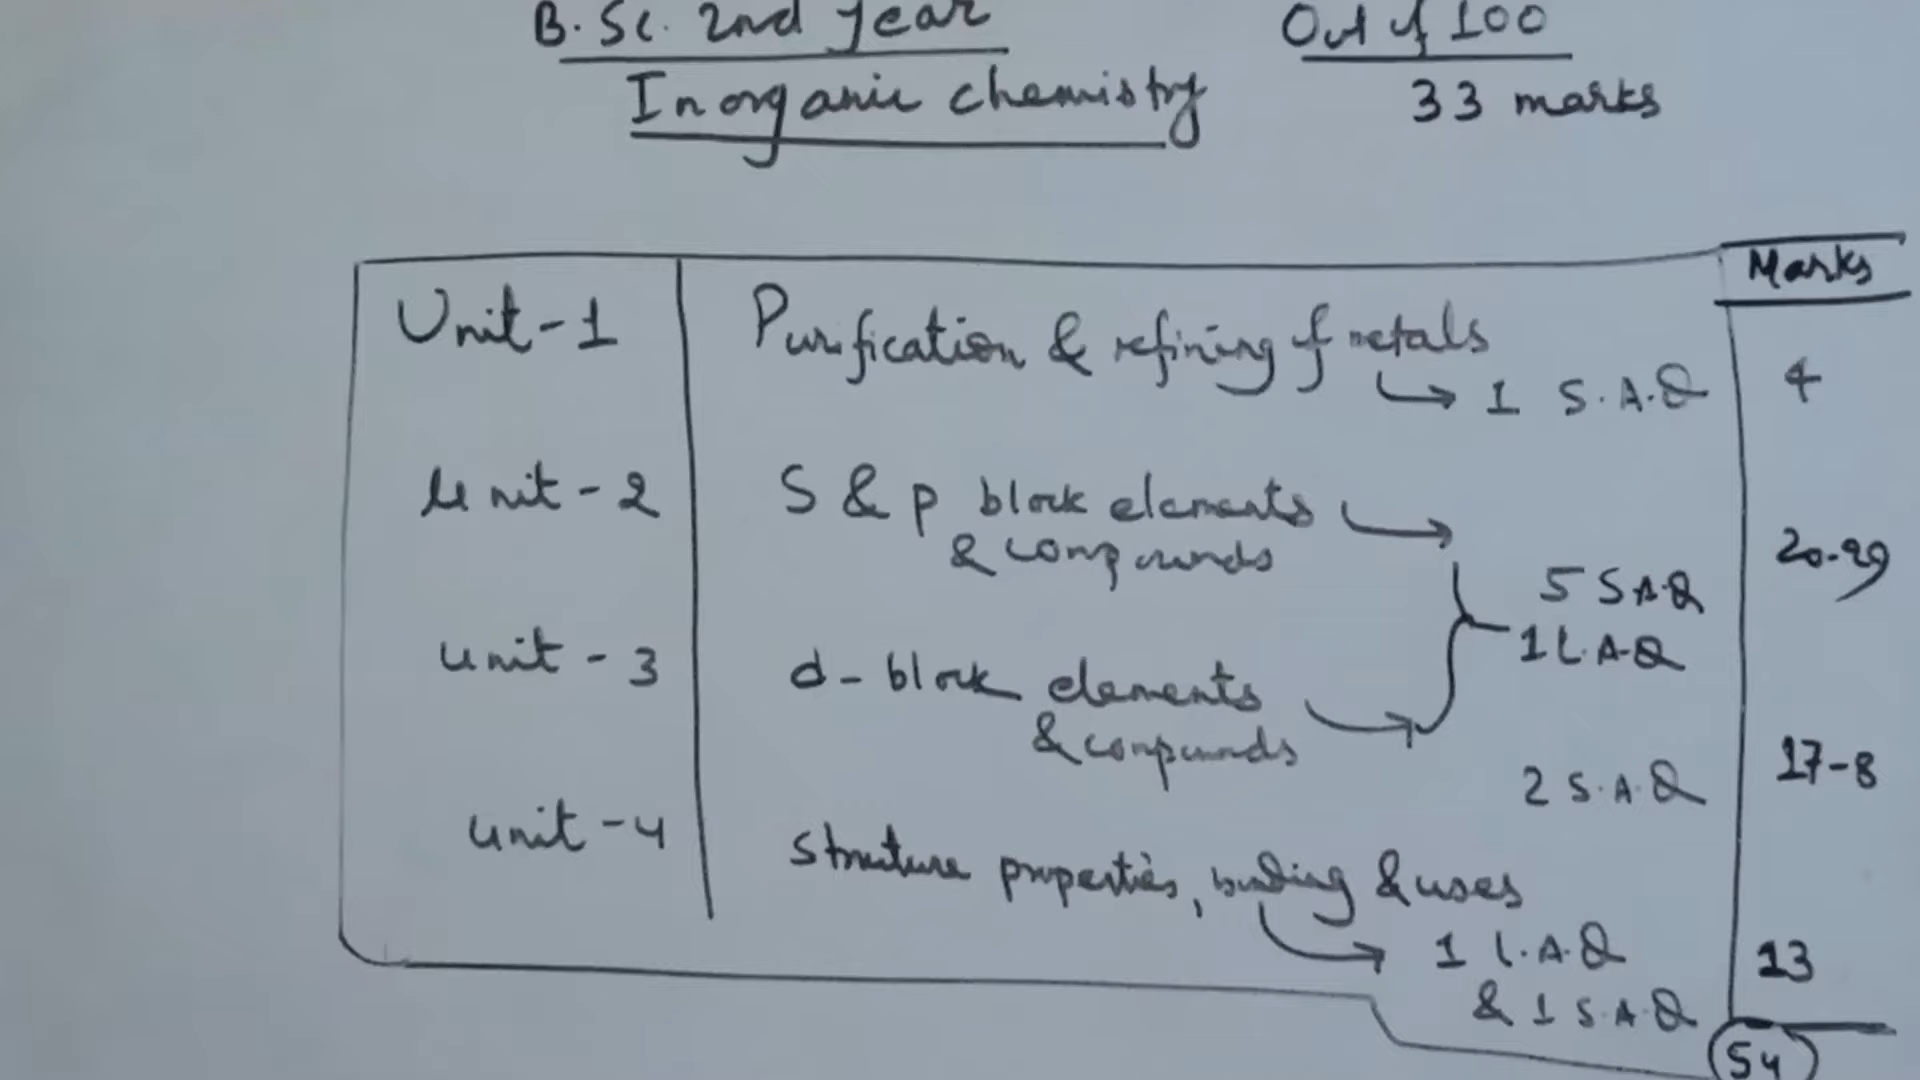 B.Sc. 2nd year
Out of 100
Inorganic chemistry
33 marks
Marks
Unit-1
Purification & refining of metals
1 S.A.Q
4
Unit-2
S & p block elements
& compounds
20-29
5 S.A.Q
1 L.A.Q
unit-3
d-block elements
& compounds
17-8
2 S.A.Q
unit-4
struture properties, bonding & uses
1 L.A.Q
13
& 1 S.A.Q
54